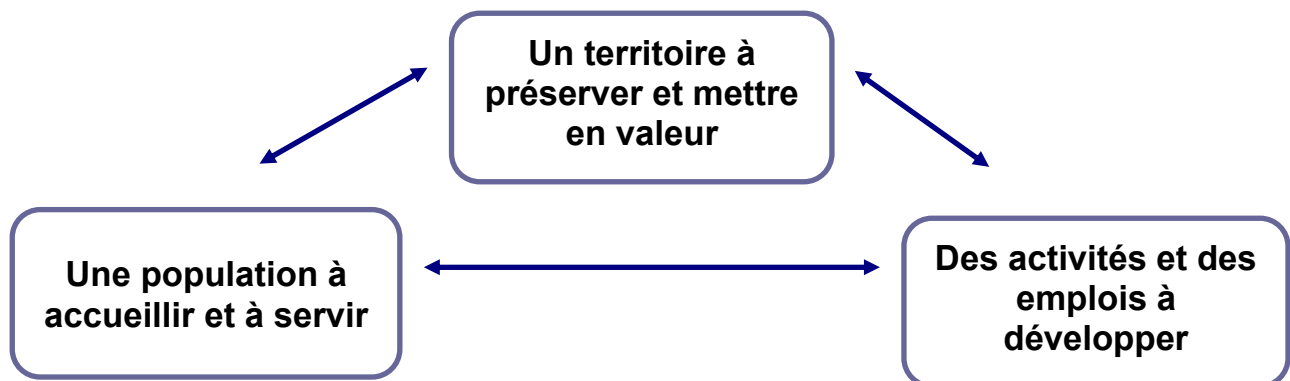 Un territoire à
préserver et mettre
en valeur
Une population à
accueillir et à servir
Des activités et des
emplois à
développer